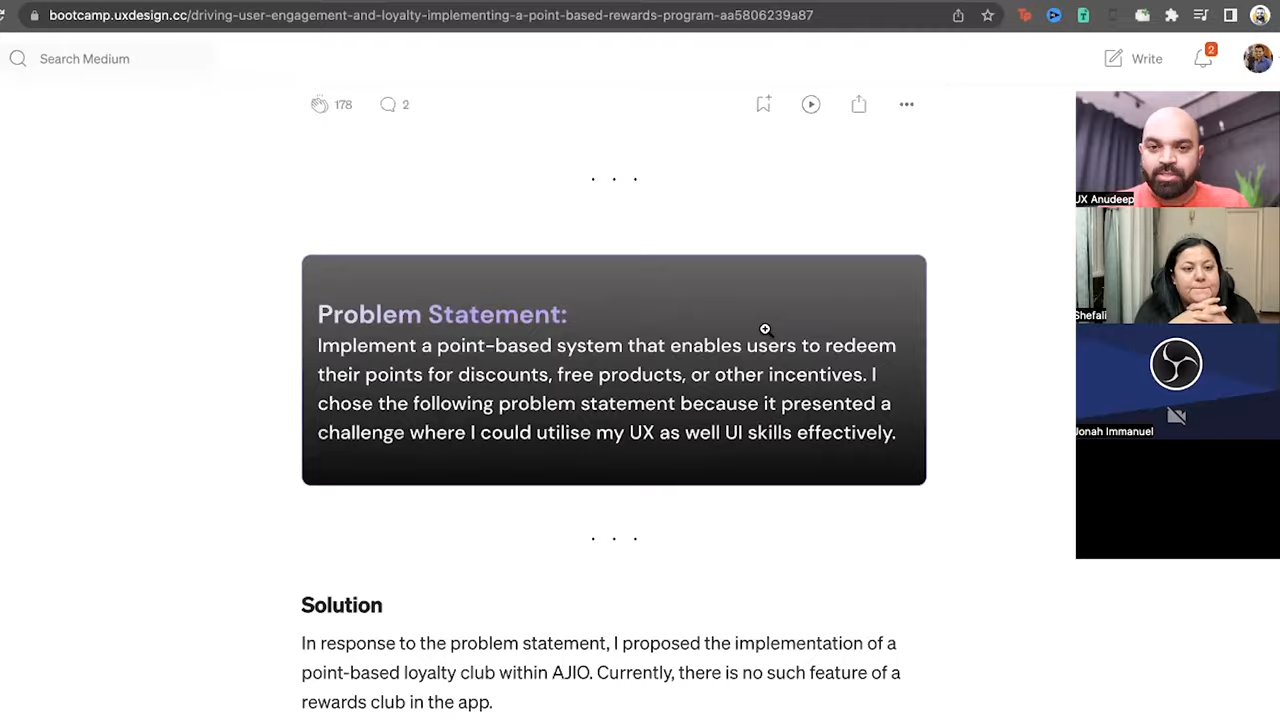 bootcamp.uxdesign.cc/driving-user-engagement-and-loyalty-implementing-a-point-based-rewards-program-aa5806239a87
Search Medium
Write
2
178
2
UX Anudeep
Shefali
Jonah Immanuel
Problem Statement:
Implement a point-based system that enables users to redeem
their points for discounts, free products, or other incentives. I
chose the following problem statement because it presented a
challenge where I could utilise my UX as well UI skills effectively.
Solution
In response to the problem statement, I proposed the implementation of a
point-based loyalty club within AJIO. Currently, there is no such feature of a
rewards club in the app.